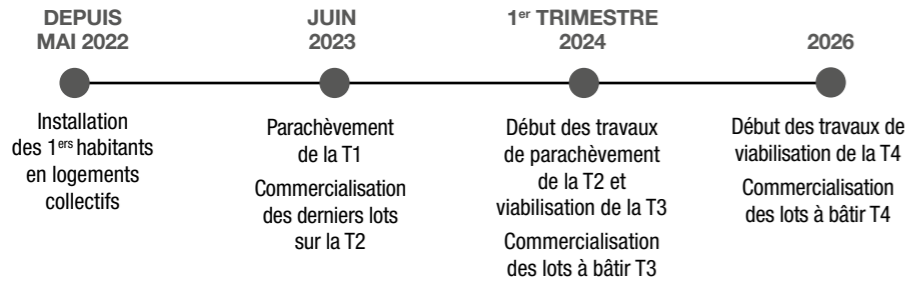 DEPUIS
MAI 2022
Installation
des 1ers habitants
en logements
collectifs
JUIN
2023
Parachèvement
de la T1
Commercialisation
des derniers lots
sur la T2
1er TRIMESTRE
2024
Début des travaux
de parachèvement
de la T2 et
viabilisation de la T3
Commercialisation
des lots à bâtir T3
2026
Début des travaux de
viabilisation de la T4
Commercialisation
des lots à bâtir T4